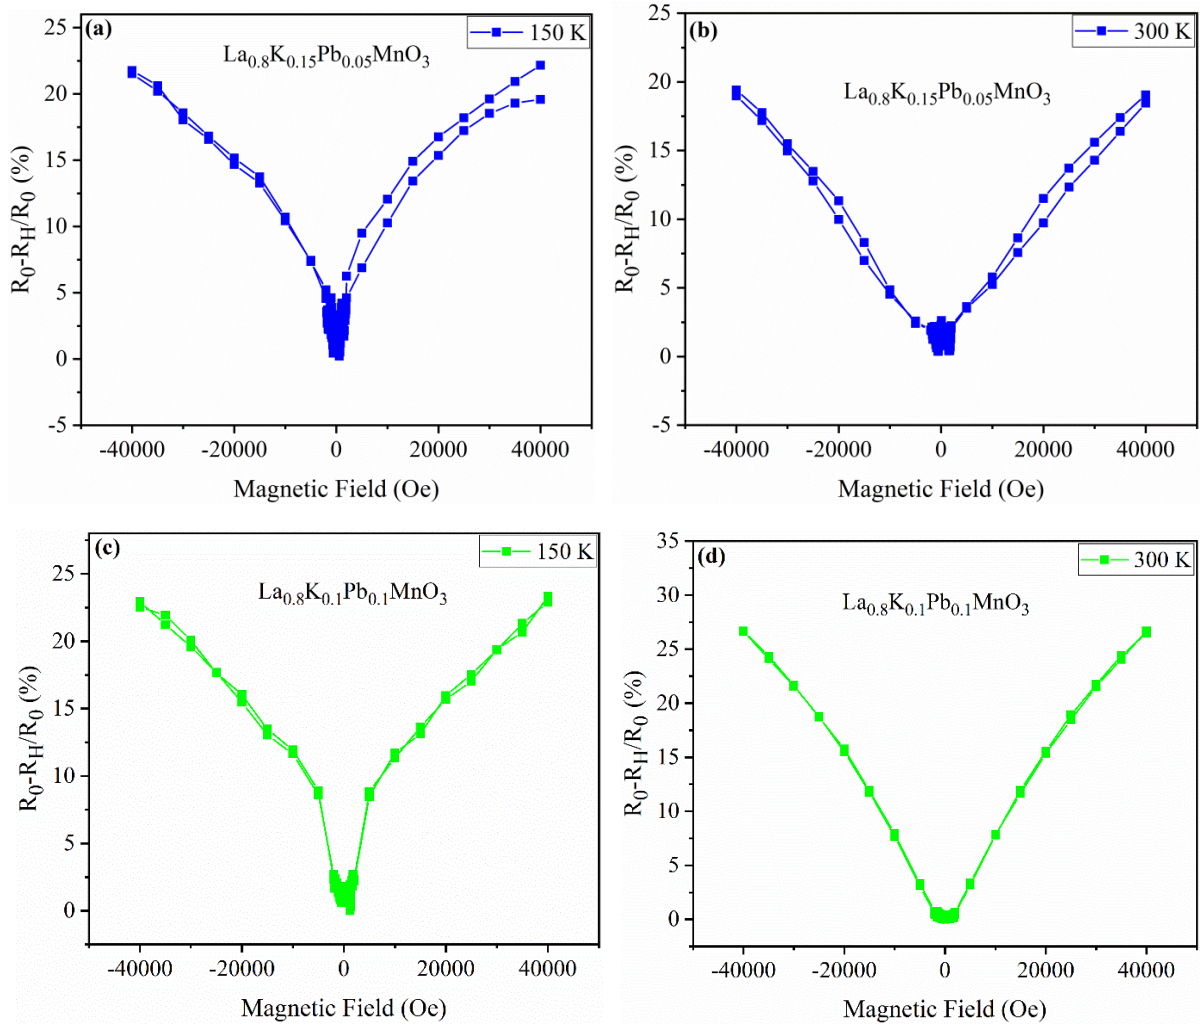 (a)
150 K
La0.8K0.15Pb0.05MnO3
25
20
15
10
5
0
-5
R0-RH/R0 (%)
-40000 -20000 0 20000 40000
Magnetic Field (Oe)
(b)
300 K
La0.8K0.15Pb0.05MnO3
25
20
15
10
5
0
-5
R0-RH/R0 (%)
-40000 -20000 0 20000 40000
Magnetic Field (Oe)
(c)
150 K
La0.8K0.1Pb0.1MnO3
25
20
15
10
5
0
R0-RH/R0 (%)
-40000 -20000 0 20000 40000
Magnetic Field (Oe)
(d)
300 K
La0.8K0.1Pb0.1MnO3
35
30
25
20
15
10
5
0
R0-RH/R0 (%)
-40000 -20000 0 20000 40000
Magnetic Field (Oe)